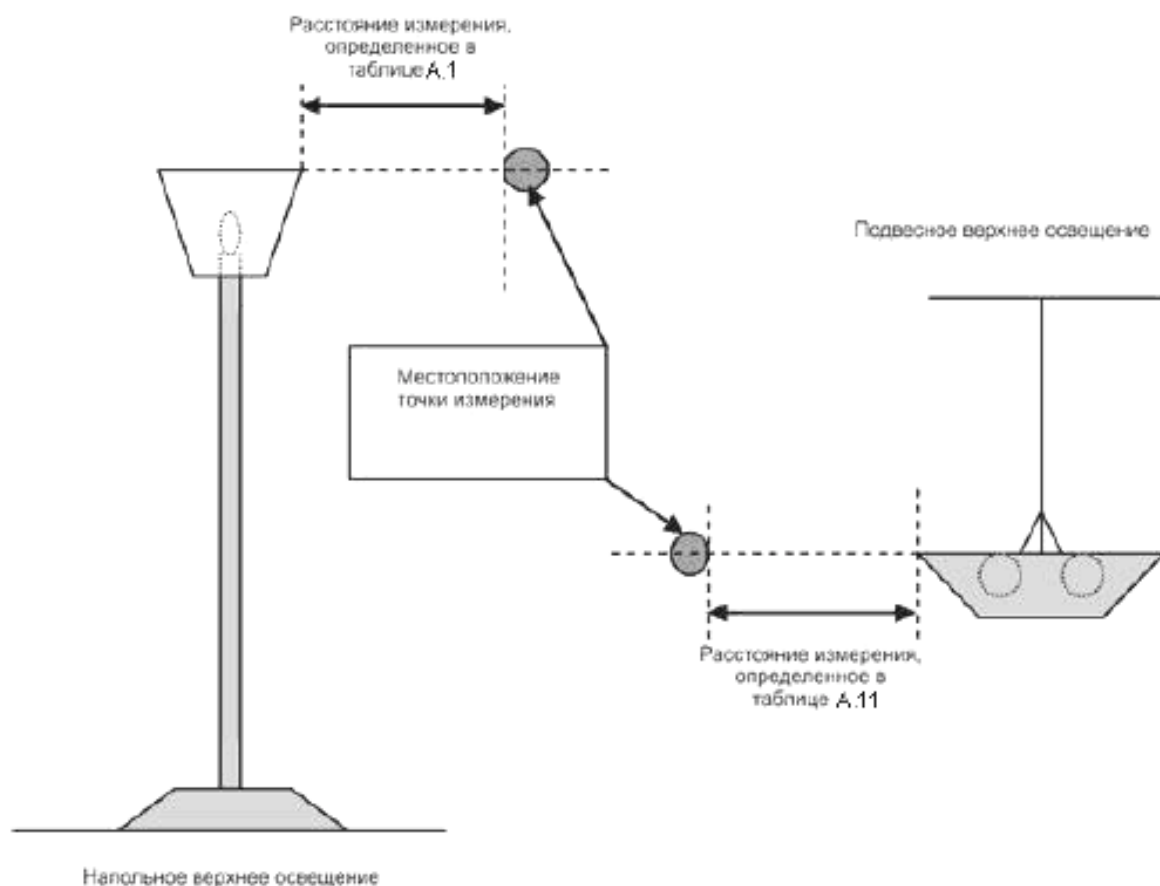 Расстояние измерения,
определенное в
таблице А.1
Подвесное верхнее освещение
Местоположение
точки измерения
Расстояние измерения,
определенное в
таблице А.11
Напольное верхнее освещение